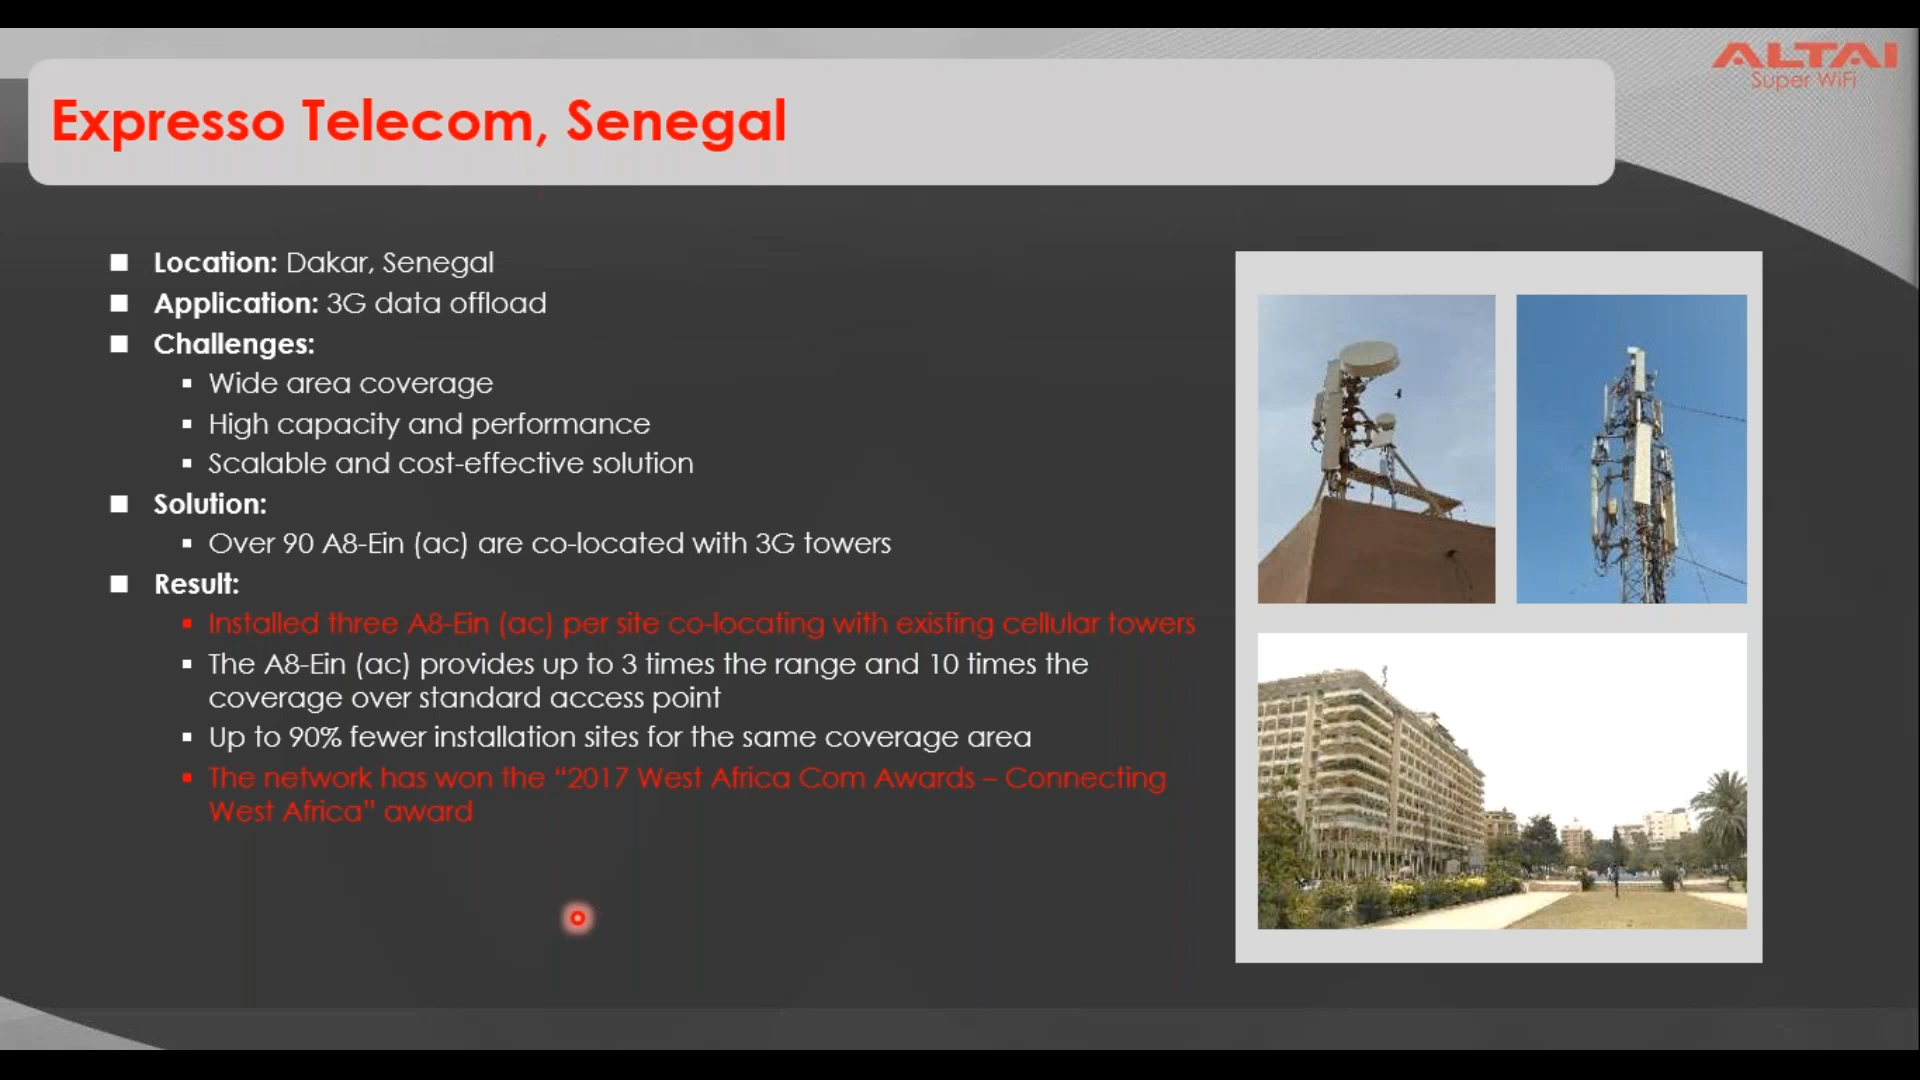 ALTAI
Super WiFi
Expresso Telecom, Senegal
Location: Dakar, Senegal
Application: 3G data offload
Challenges:
Wide area coverage
High capacity and performance
Scalable and cost-effective solution
Solution:
Over 90 A8-Ein (ac) are co-located with 3G towers
Result:
Installed three A8-Ein (ac) per site co-locating with existing cellular towers
The A8-Ein (ac) provides up to 3 times the range and 10 times the
coverage over standard access point
Up to 90% fewer installation sites for the same coverage area
The network has won the “2017 West Africa Com Awards – Connecting
West Africa” award